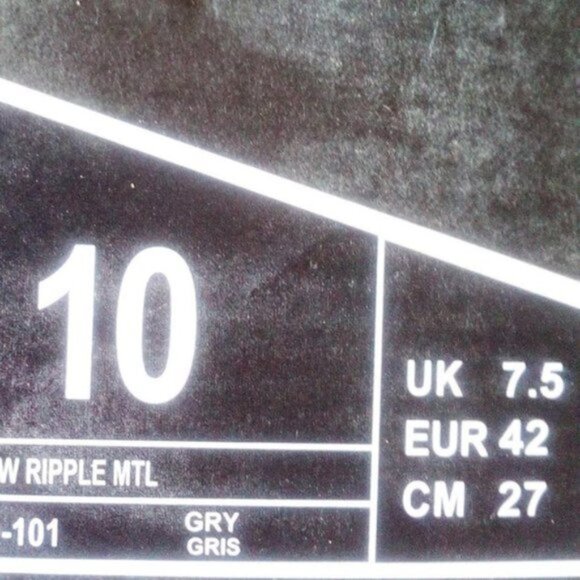 10
W RIPPLE MTL
-101
GRY
GRIS
UK 7.5
EUR 42
CM 27